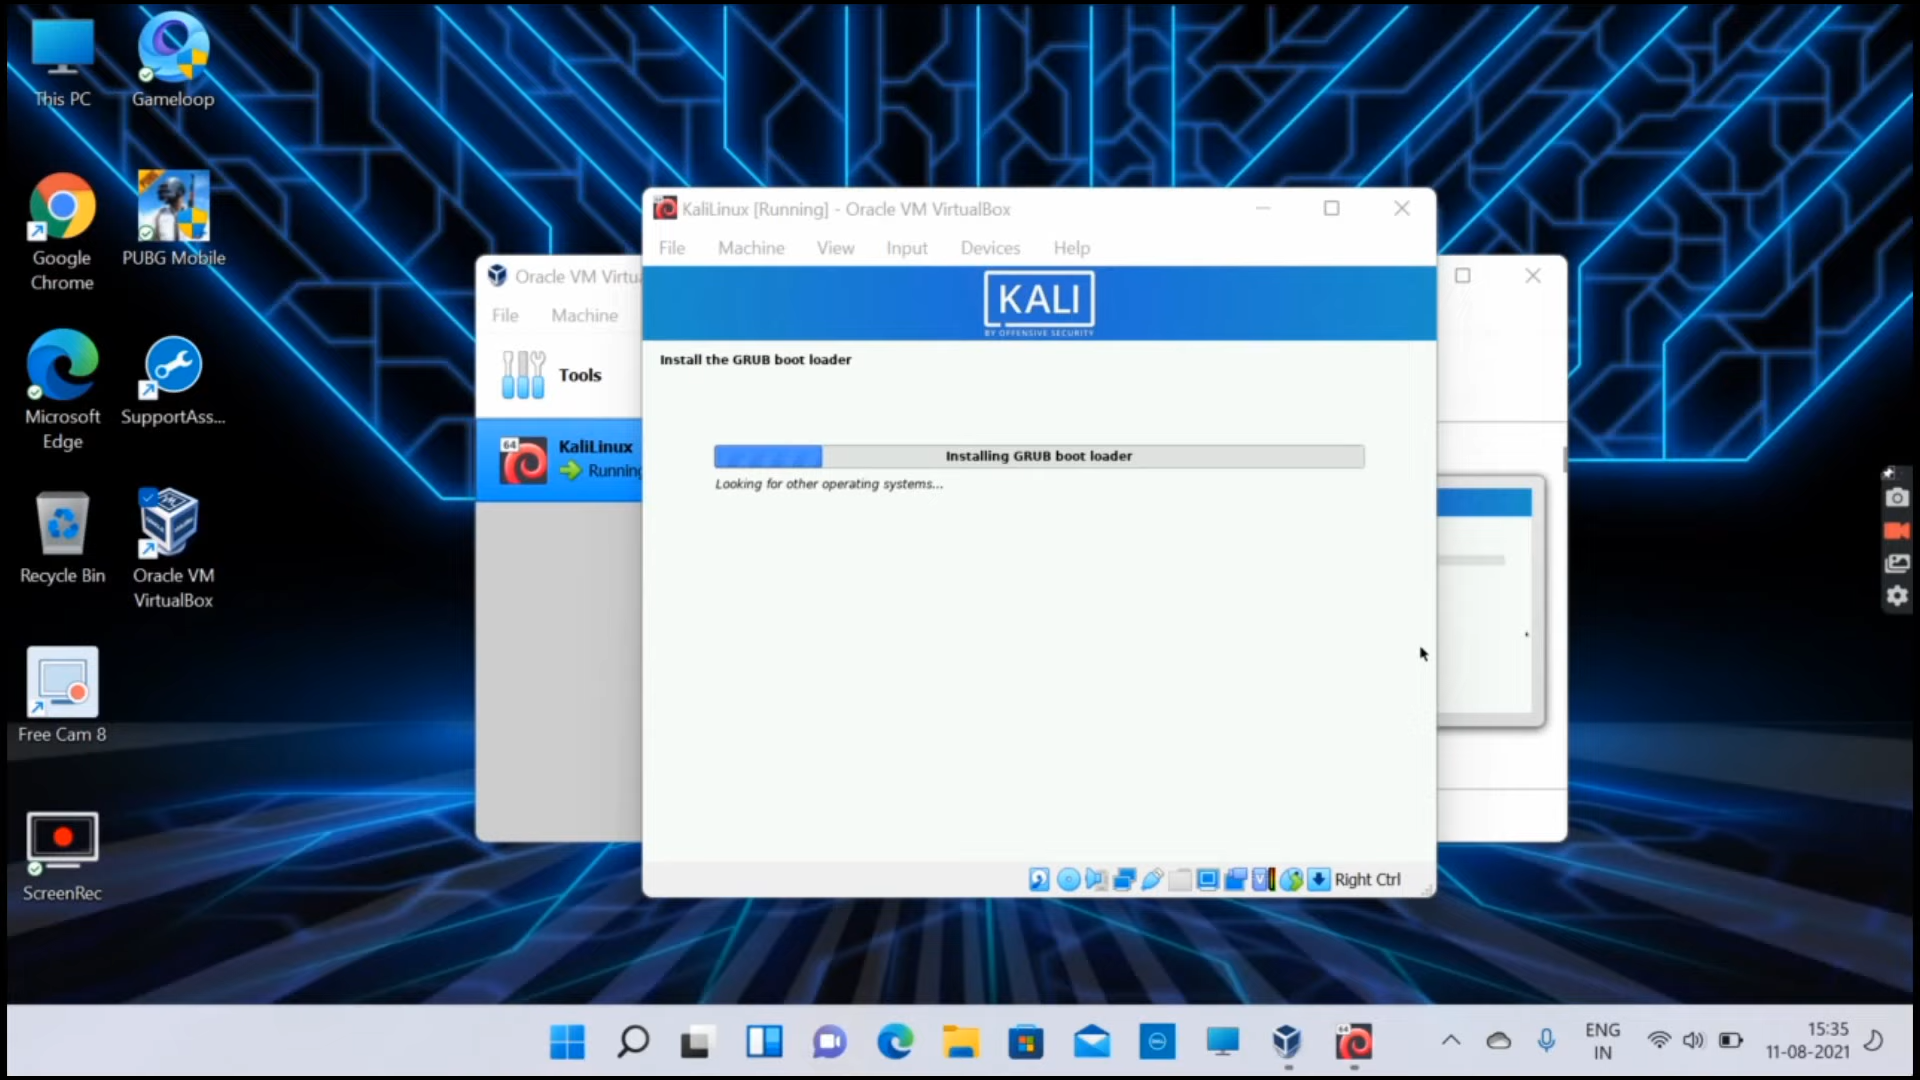 This PC
Gameloop
Google
Chrome
PUBG Mobile
Microsoft
Edge
SupportAss...
Recycle Bin
Oracle VM
VirtualBox
Free Cam 8
ScreenRec
Oracle VM Virtu
File Machine
Tools
64
KaliLinux
Running
KaliLinux [Running] - Oracle VM VirtualBox
File Machine View Input Devices Help
KALI
BY OFFENSIVE SECURITY
Install the GRUB boot loader
Installing GRUB boot loader
Looking for other operating systems...
Right Ctrl
ENG
IN
15:35
11-08-2021